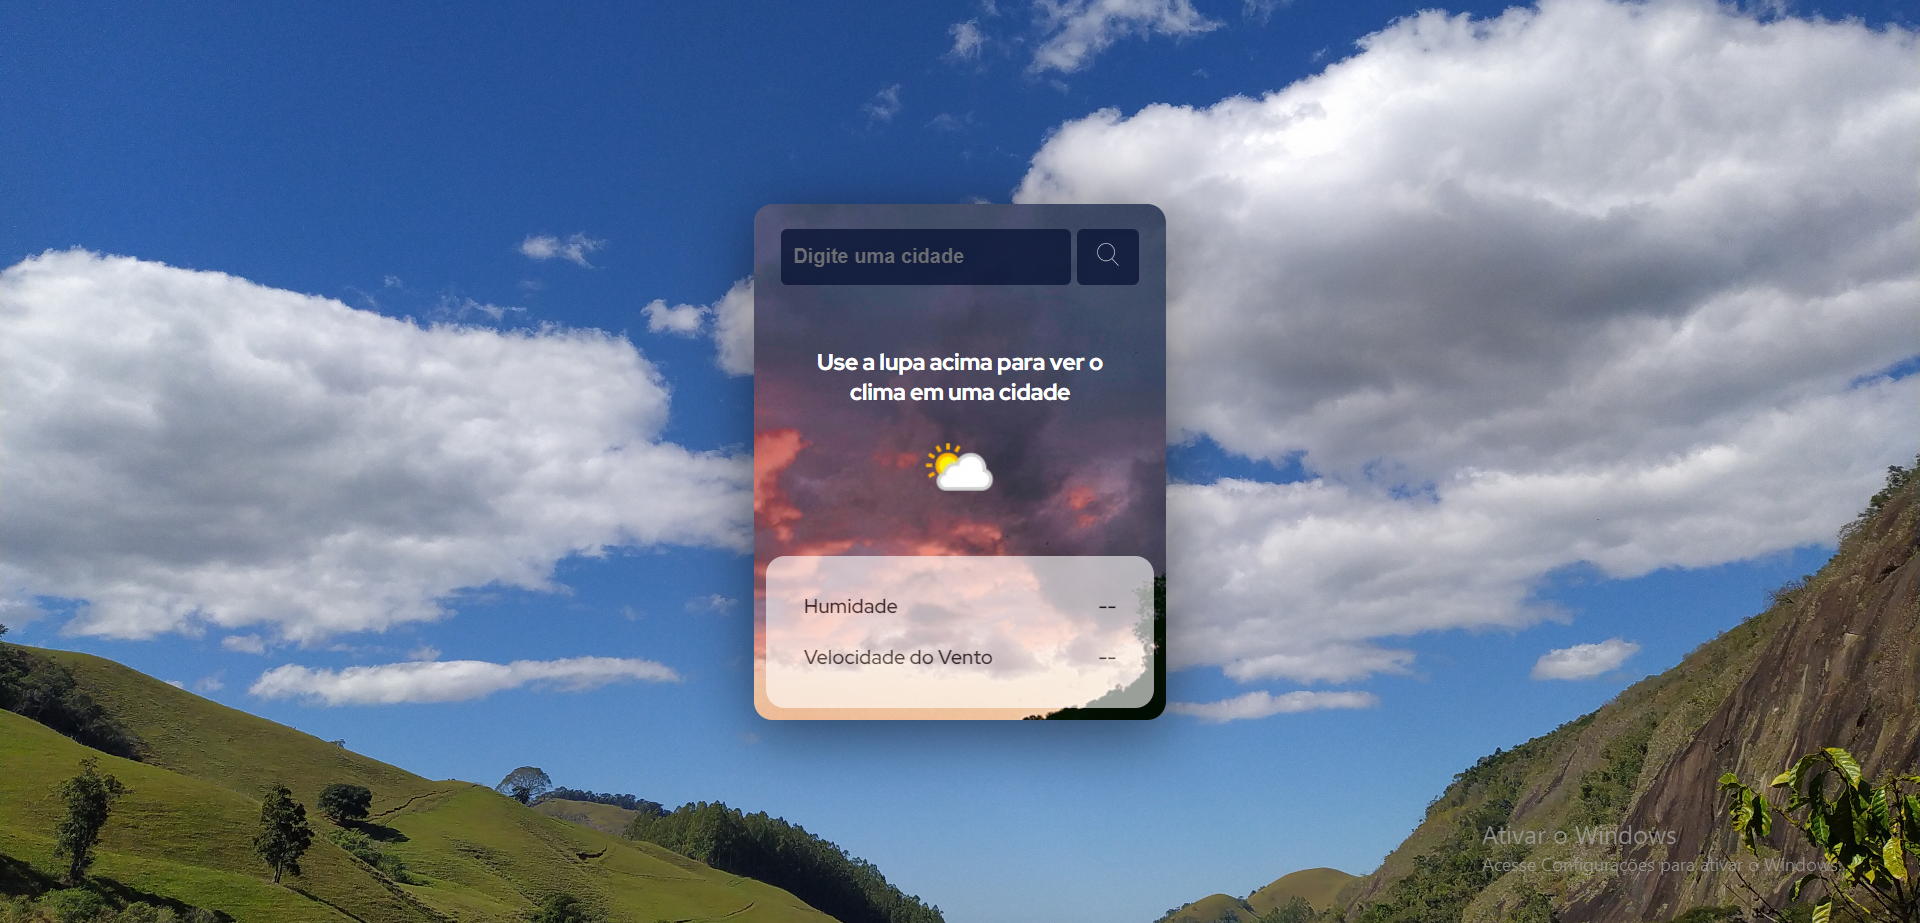 Digite uma cidade
Use a lupa acima para ver o
clima em uma cidade
Humidade --
Velocidade do Vento --
Ativar o Windows
Acesse Configurações para ativar o Windows.